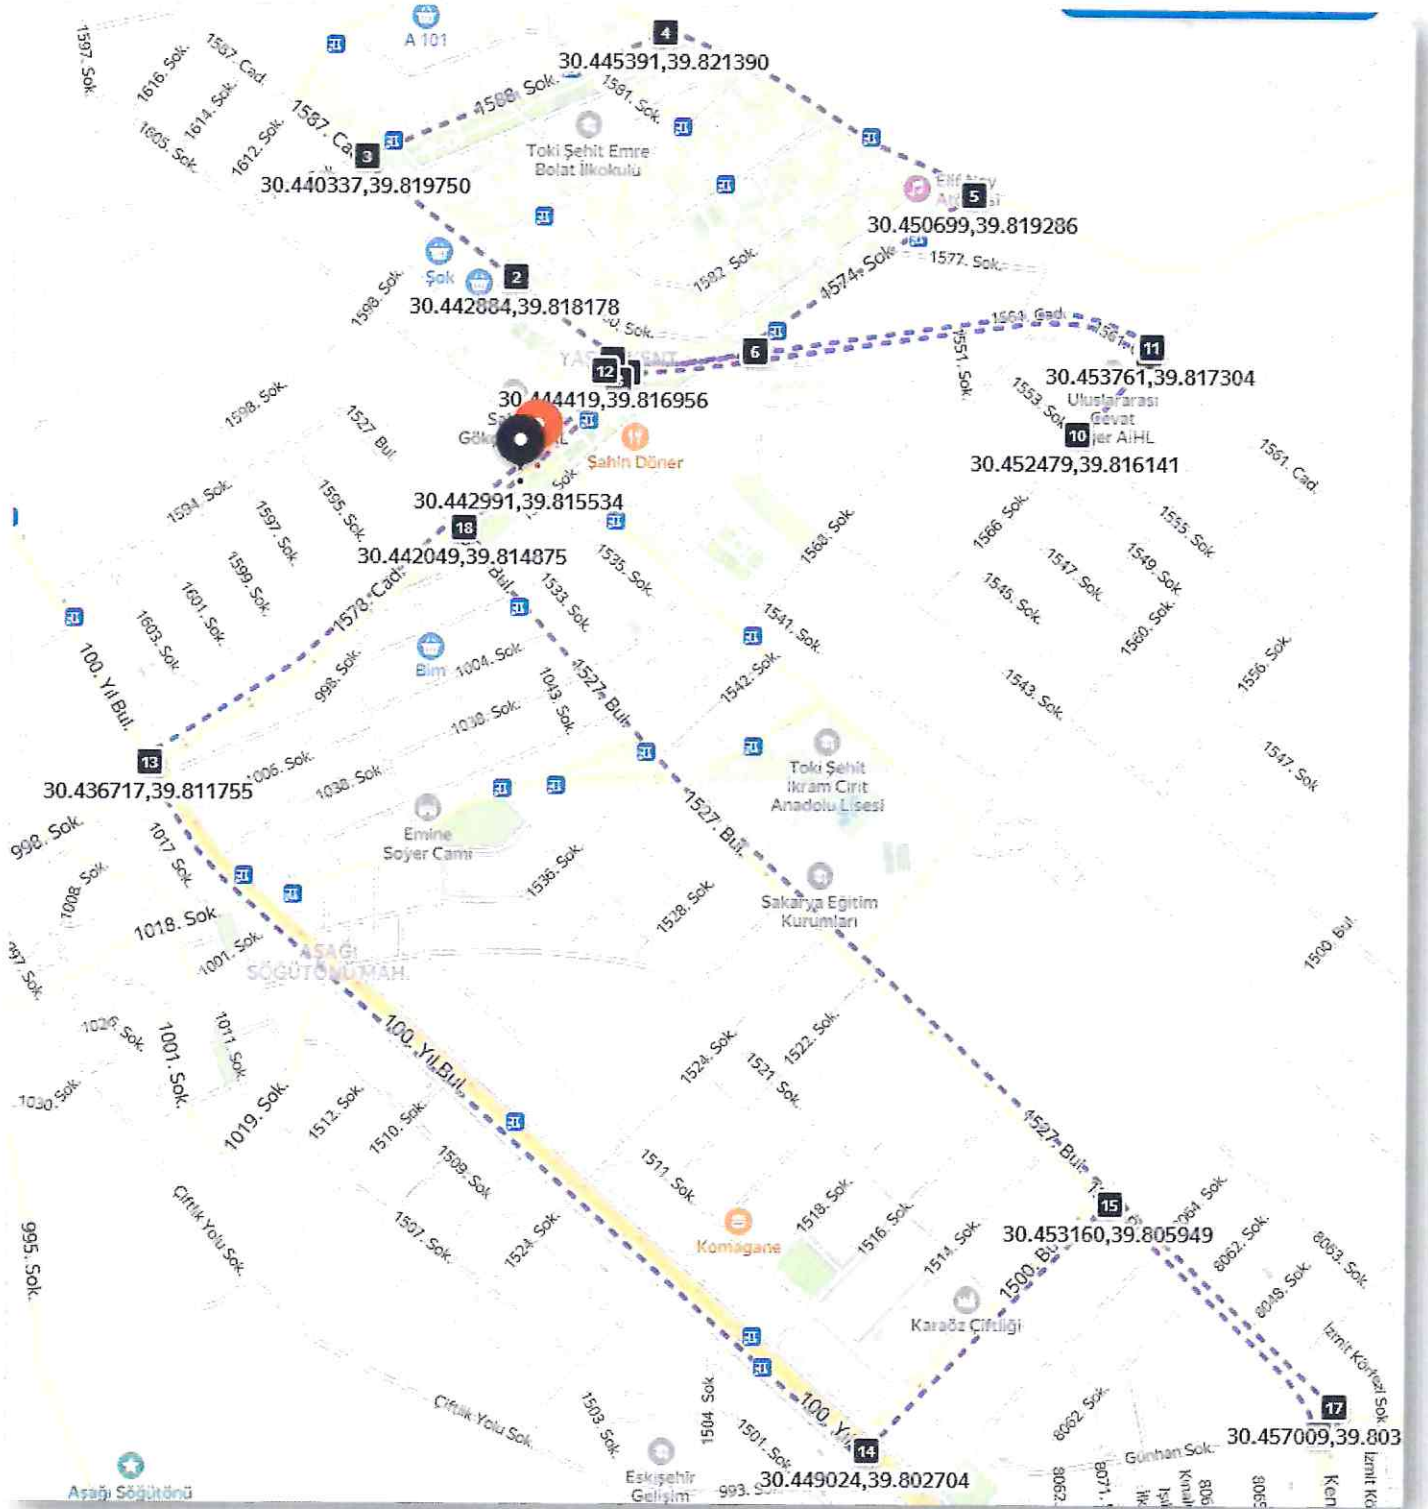 A 101
4
30.445391,39.821390
1597. Sok.
1616. Sok.
1587. Cad.
1614. Sok.
1605. Sok.
1612. Sok.
1588. Sok.
1581. Sok.
Toki Şehit Emre
Bolat İlkokulu
3
30.440337,39.819750
5
30.450699,39.819286
Şok
2
30.442884,39.818178
1598. Sok.
1582. Sok.
1574. Sok.
1577. Sok.
6
1564. Cad.
11
30.453761,39.817304
12
30.444419,39.816956
1551. Sok.
1553. Sok.
Uluslararası
10
30.452479,39.816141
1561. Cad.
1598. Sok.
1527 Bul.
Şahin Döner
30.442991,39.815534
18
30.442049,39.814875
1594. Sok.
1595. Sok.
1597. Sok.
1599. Sok.
1601. Sok.
1603. Sok.
1578. Cad.
Bul.
1533. Sok.
1535. Sok.
1568. Sok.
1566 Sok.
1555. Sok.
1549. Sok.
1547. Sok.
1545. Sok.
1560. Sok.
1556. Sok.
1541. Sok.
1542. Sok.
1543. Sok.
1547. Sok
100. Yıl Bul.
998. Sok.
Bim
1004. Sok.
1043. Sok.
1527. Bul.
1038. Sok.
13
30.436717,39.811755
1006. Sok.
1038. Sok
Toki Şehit
İkram Cirit
Anadolu Lisesi
998. Sok.
1017 Sok.
Emine
Soyer Cami
1527. Bul.
1008. Sok.
1018. Sok
1001. Sok.
1536. Sok.
1528. Sok.
Sakarya Eğitim
Kurumları
AŞAĞI
SÖĞÜTÖNÜ MAH.
1500. Bul.
1026. Sok.
1001. Sok.
1011. Sok.
100. Yıl Bul.
1524. Sok.
1522. Sok.
1521. Sok.
1030. Sok.
1019. Sok.
1512. Sok.
1510. Sok.
1509. Sok.
1511. Sok.
1527. Bul.
15
30.453160,39.805949
Çiftlik Yolu Sok.
1507. Sok.
1524. Sok.
Komagane
1518. Sok.
1516. Sok.
1514. Sok.
1500. Bu
8062. Sok.
8063. Sok.
8048. Sok.
995. Sok.
Karaöz Çiftliği
İzmit Körfezi Sok
Çiftlik Yolu Sok.
1503. Sok.
1504 Sok.
1501. Sok.
100. Yıl
14
30.449024,39.802704
8062. Sok.
17
30.457009,39.803
Günhan Sok.
Aşağı Söğütönü
Eskişehir
Gelişim
993. S
8062.
8071.